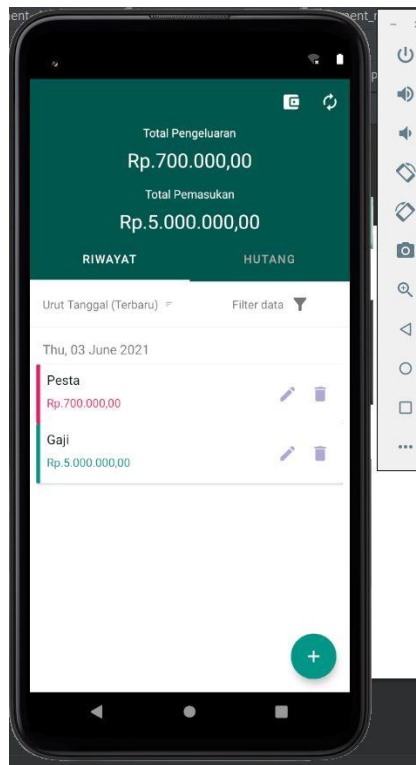 Total Pengeluaran
Rp.700.000,00
Total Pemasukan
Rp.5.000.000,00
RIWAYAT HUTANG
Urut Tanggal (Terbaru) Filter data
Thu, 03 June 2021
Pesta
Rp.700.000,00
Gaji
Rp.5.000.000,00